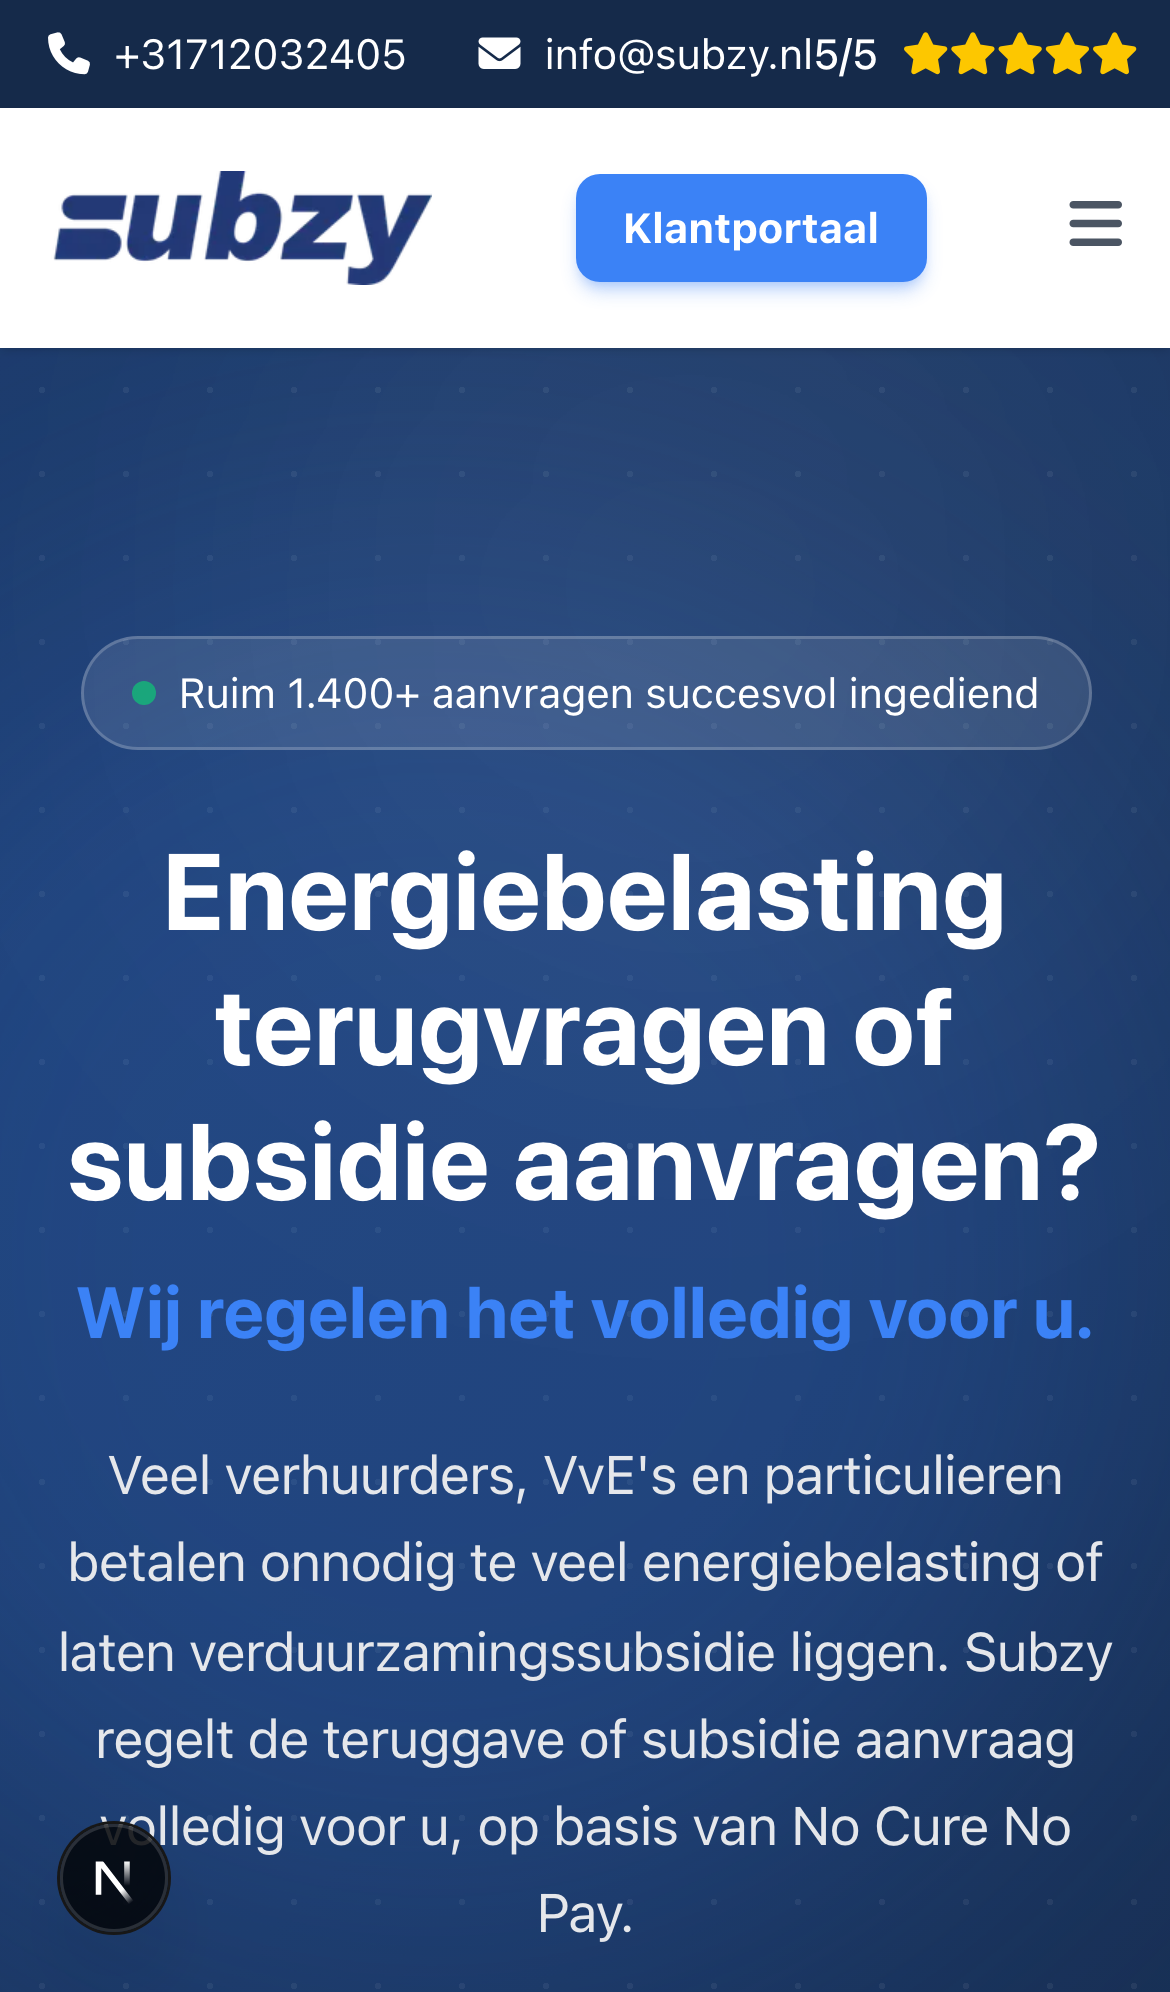 +31712032405 info@subzy.nl5/5
subzy
Klantportaal
Ruim 1.400+ aanvragen succesvol ingediend
Energiebelasting
terugvragen of
subsidie aanvragen?
Wij regelen het volledig voor u.
Veel verhuurders, VvE's en particulieren
betalen onnodig te veel energiebelasting of
laten verduurzamingssubsidie liggen. Subzy
regelt de teruggave of subsidie aanvraag
volledig voor u, op basis van No Cure No
Pay.
N